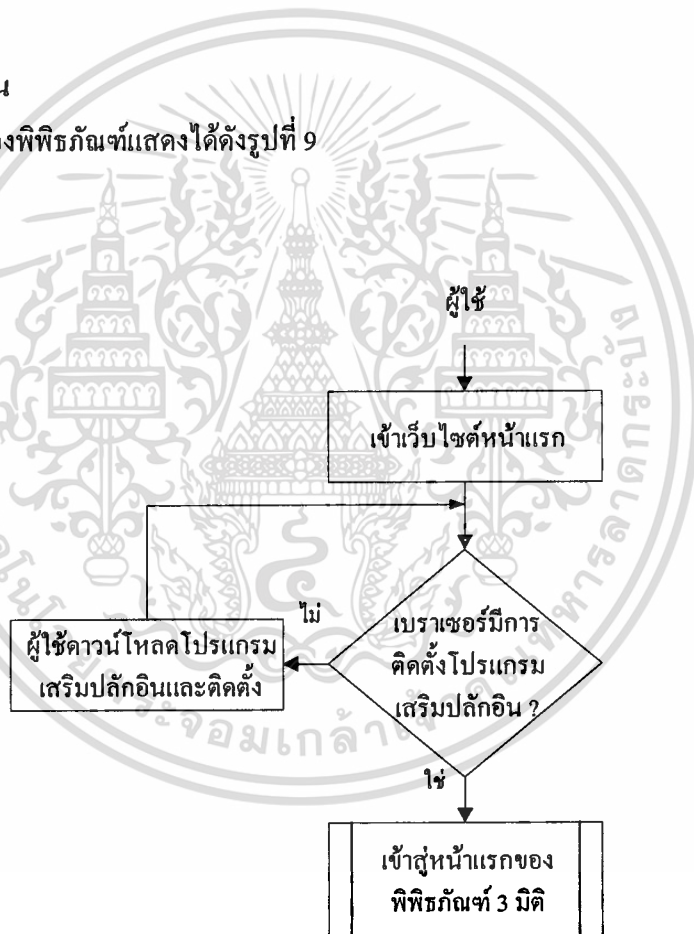 น
องพิพิธภัณฑ์แสดงได้ดังรูปที่ 9
ผู้ใช้
เข้าเว็บไซต์หน้าแรก
ไม่
เบราเซอร์มีการ
ติดตั้งโปรแกรม
เสริมปลักอิน ?
ผู้ใช้ดาวน์โหลดโปรแกรม
เสริมปลักอินและติดตั้ง
ใช่
เข้าสู่หน้าแรกของ
พิพิธภัณฑ์ 3 มิติ